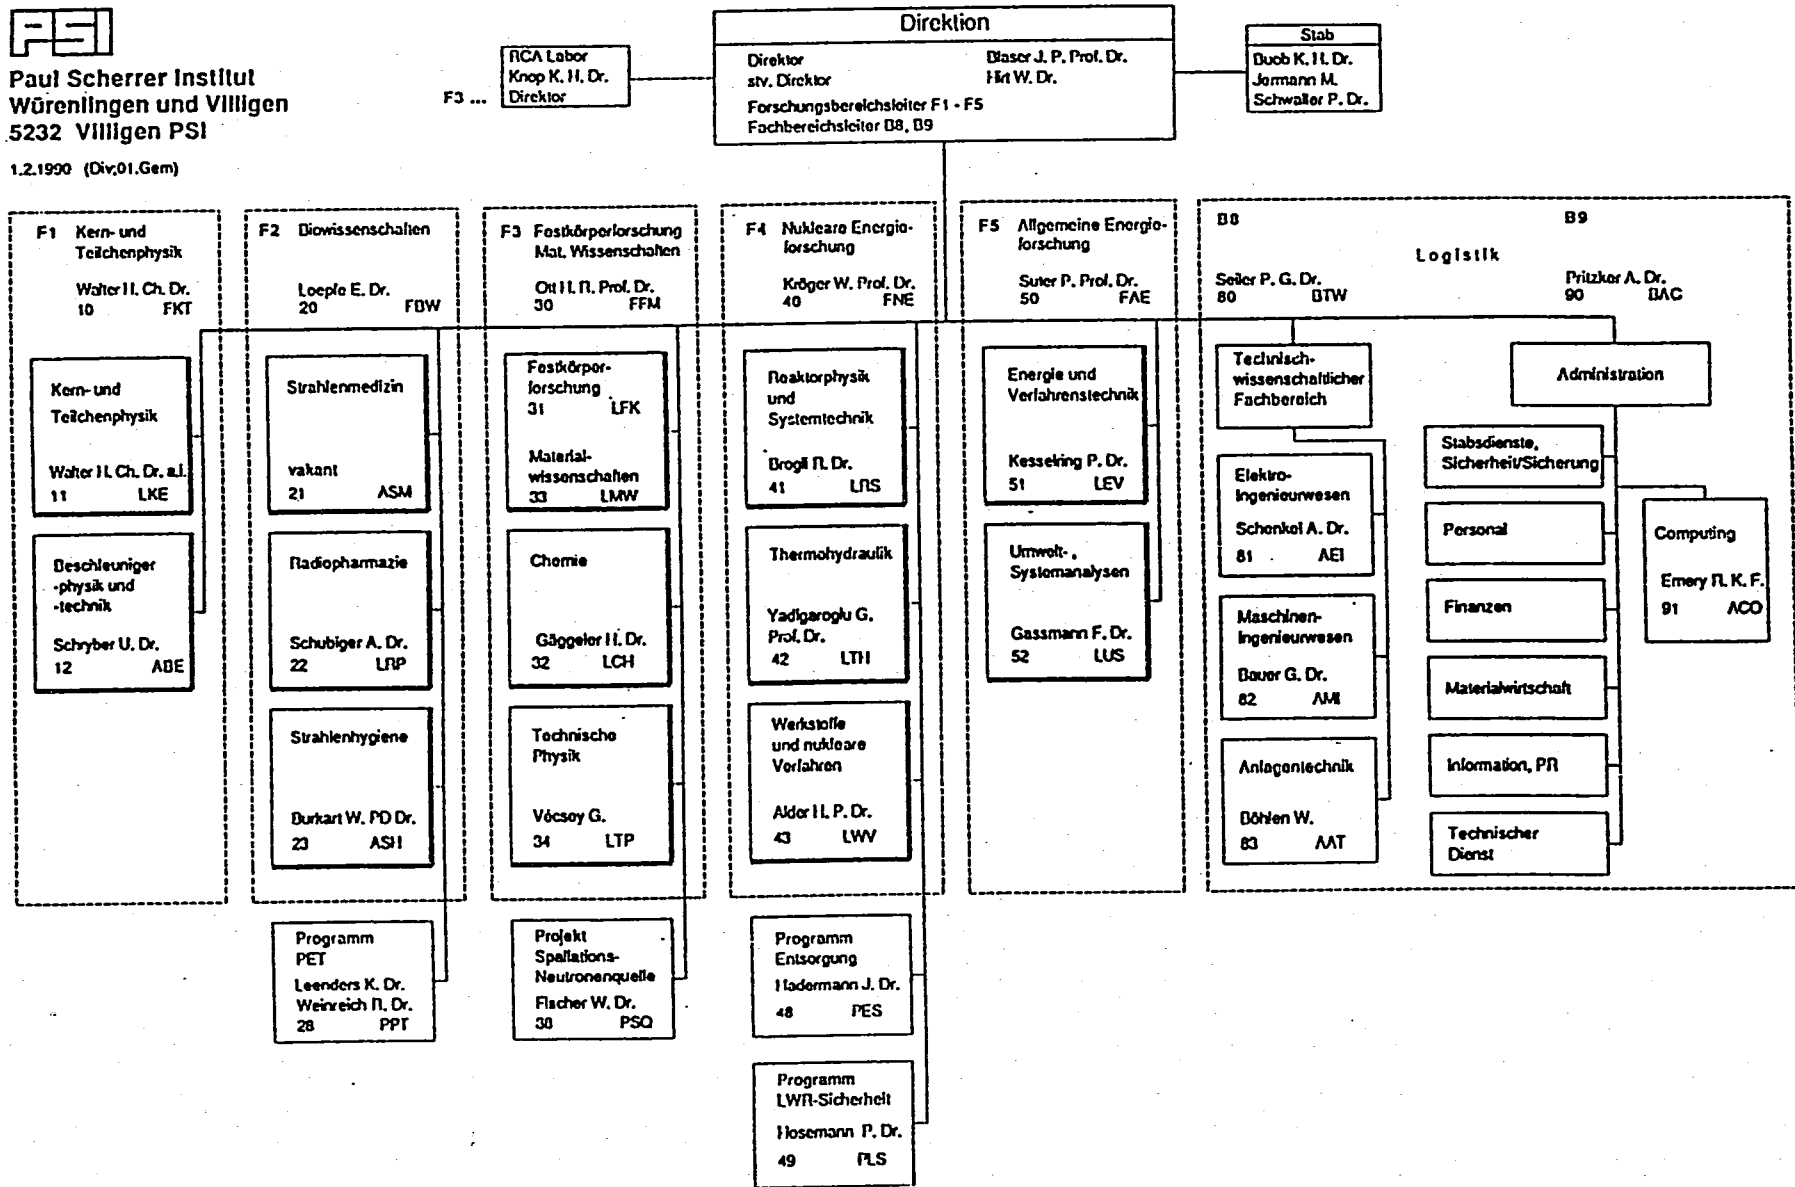 PSI
Paul Scherrer Institut
Würenlingen und Villigen
5232 Villigen PSI
1.2.1990 (Div.01.Gem)
F3 ...
RCA Labor
Knop K. H. Dr.
Direktor
Direktion
Direktor Blaser J. P. Prof. Dr.
stv. Direktor Hirt W. Dr.
Forschungsbereichsleiter F1 - F5
Fachbereichsleiter B8, B9
Stab
Buob K. H. Dr.
Jermann M.
Schwaller P. Dr.
F1 Kern- und
Teilchenphysik
Walter H. Ch. Dr.
10 FKT
Kern- und
Teilchenphysik
Walter H. Ch. Dr. a.i.
11 LKE
Beschleuniger
-physik und
-technik
Schryber U. Dr.
12 ABE
F2 Biowissenschaften
Loepfe E. Dr.
20 FBW
Strahlenmedizin
vakant
21 ASM
Radiopharmazie
Schubiger A. Dr.
22 LRP
Strahlenhygiene
Burkart W. PD Dr.
23 ASH
Programm
PET
Leenders K. Dr.
Weinreich R. Dr.
28 PPT
F3 Festkörperforschung
Mat. Wissenschaften
Ott H. R. Prof. Dr.
30 FFM
Festkörper-
forschung
31 LFK
Material-
wissenschaften
33 LMW
Chemie
Gäggeler H. Dr.
32 LCH
Technische
Physik
Vécsey G.
34 LTP
Projekt
Spallations-
Neutronenquelle
Fischer W. Dr.
38 PSQ
F4 Nukleare Energie-
forschung
Kröger W. Prof. Dr.
40 FNE
Reaktorphysik
und
Systemtechnik
Brogli R. Dr.
41 LRS
Thermohydraulik
Yadigaroglu G.
Prof. Dr.
42 LTH
Werkstoffe
und nukleare
Verfahren
Alder H. P. Dr.
43 LWV
Programm
Entsorgung
Hadermann J. Dr.
48 PES
Programm
LWR-Sicherheit
Hosemann P. Dr.
49 PLS
F5 Allgemeine Energie-
forschung
Suter P. Prof. Dr.
50 FAE
Energie und
Verfahrenstechnik
Kesselring P. Dr.
51 LEV
Umwelt-,
Systemanalysen
Gassmann F. Dr.
52 LUS
B8 B9
Logistik
Seiler P. G. Dr.
80 BTW
Pritzker A. Dr.
90 BAC
Technisch-
wissenschaftlicher
Fachbereich
Elektro-
Ingenieurwesen
Schenkel A. Dr.
81 AEI
Maschinen-
Ingenieurwesen
Bauer G. Dr.
82 AMI
Anlagentechnik
Böhlen W.
83 AAT
Administration
Stabsdienste,
Sicherheit/Sicherung
Personal
Finanzen
Materialwirtschaft
Information, PR
Technischer
Dienst
Computing
Emery R. K. F.
91 ACO